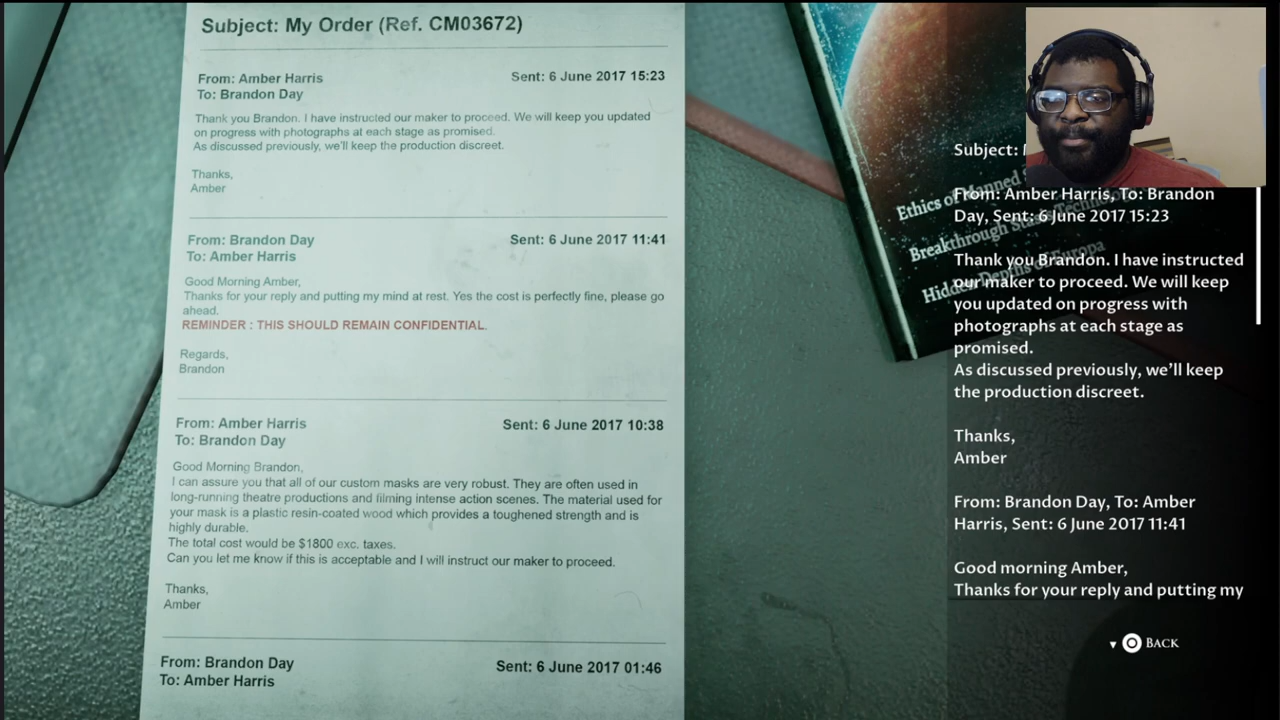 Subject: My Order (Ref. CM03672)
From: Amber Harris
Sent: 6 June 2017 15:23
To: Brandon Day
Thank you Brandon. I have instructed our maker to proceed. We will keep you updated
on progress with photographs at each stage as promised.
As discussed previously, we'll keep the production discreet.
Thanks,
Amber
From: Brandon Day
Sent: 6 June 2017 11:41
To: Amber Harris
Good Morning Amber,
Thanks for your reply and putting my mind at rest. Yes the cost is perfectly fine, please go
ahead.
REMINDER : THIS SHOULD REMAIN CONFIDENTIAL.
Regards,
Brandon
From: Amber Harris
Sent: 6 June 2017 10:38
To: Brandon Day
Good Morning Brandon,
I can assure you that all of our custom masks are very robust. They are often used in
long-running theatre productions and filming intense action scenes. The material used for
your mask is a plastic resin-coated wood which provides a toughened strength and is
highly durable.
The total cost would be $1800 exc. taxes.
Can you let me know if this is acceptable and I will instruct our maker to proceed.
Thanks,
Amber
From: Brandon Day
Sent: 6 June 2017 01:46
To: Amber Harris
Ethics of Manned
Breakthrough
Hidden Depths of Europa
Subject:
From: Amber Harris, To: Brandon
Day, Sent: 6 June 2017 15:23
Thank you Brandon. I have instructed
our maker to proceed. We will keep
you updated on progress with
photographs at each stage as
promised.
As discussed previously, we'll keep
the production discreet.
Thanks,
Amber
From: Brandon Day, To: Amber
Harris, Sent: 6 June 2017 11:41
Good morning Amber,
Thanks for your reply and putting my
BACK